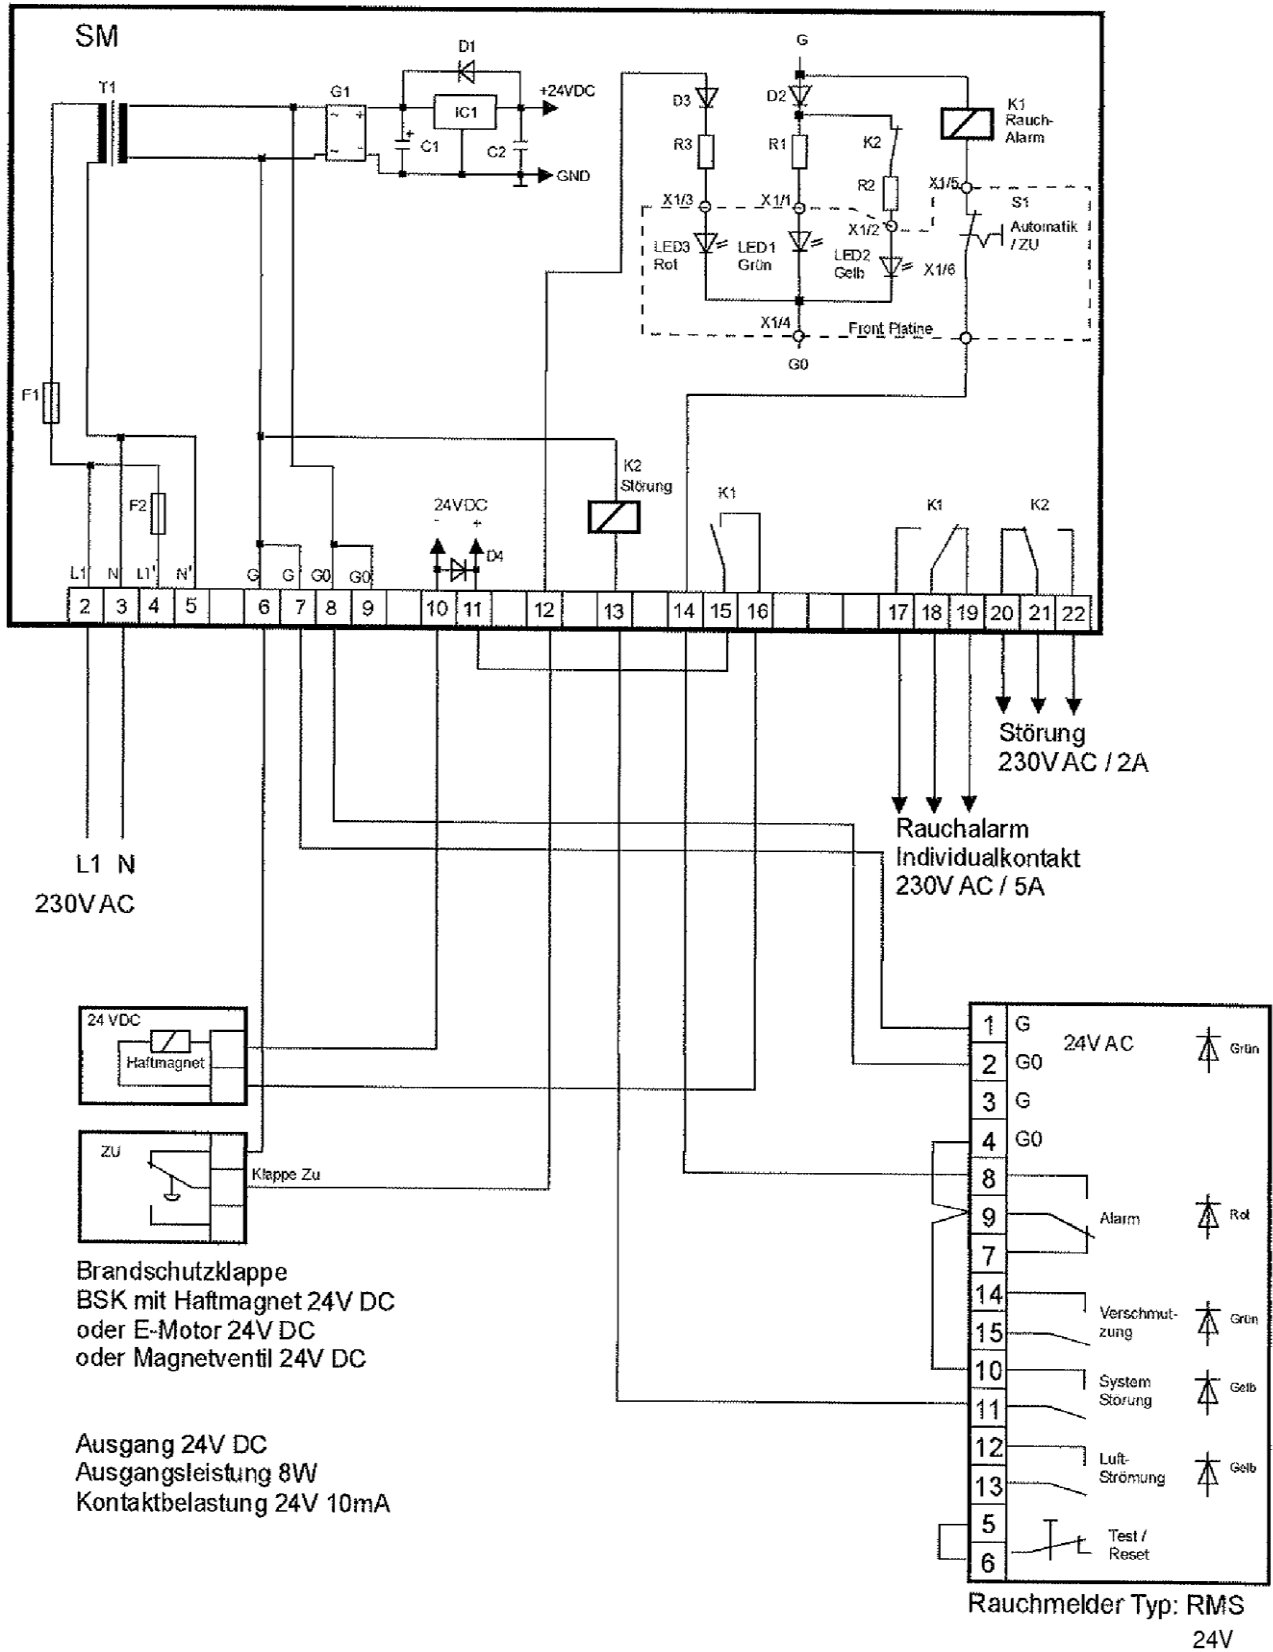 SM
T1
G1
D1
+24VDC
IC1
C1
C2
GND
G
D3
D2
K1
Rauch-
Alarm
R3
R1
K2
R2
X1/3
X1/1
X1/5
S1
X1/2
Automatik
/ ZU
LED3
Rot
LED1
Grün
LED2
Gelb
X1/6
X1/4
Front Platine
G0
F1
F2
K2
Störung
24VDC
- +
D4
K1
K1
K2
L1 N L1' N' G G G0 G0
2 3 4 5 6 7 8 9 10 11 12 13 14 15 16 17 18 19 20 21 22
Störung
230V AC / 2A
Rauchalarm
Individualkontakt
230V AC / 5A
L1 N
230V AC
24 VDC
Haftmagnet
ZU
Klappe Zu
Brandschutzklappe
BSK mit Haftmagnet 24V DC
oder E-Motor 24V DC
oder Magnetventil 24V DC
Ausgang 24V DC
Ausgangsleistung 8W
Kontaktbelastung 24V 10mA
1 G
24V AC
Grün
2 G0
3 G
4 G0
8
9
Alarm
Rot
7
14
Verschmut-
zung
Grün
15
10
System
Störung
Gelb
11
12
Luft-
Strömung
Gelb
13
5
Test /
Reset
6
Rauchmelder Typ: RMS
24V